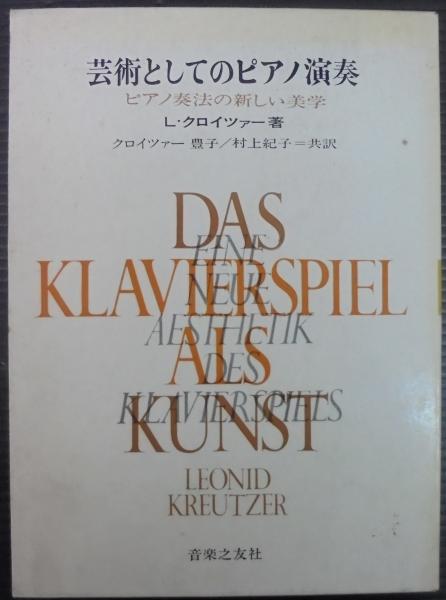 芸術としてのピアノ演奏
ピアノ奏法の新しい美学
L・クロイツァー著
クロイツァー 豊子／村上紀子＝共訳
DAS
EINE
KLAVIERSPIEL
NEUE
AESTHETIK
ALS
DES
KLAVIERSPIELS
KUNST
LEONID
KREUTZER
音楽之友社